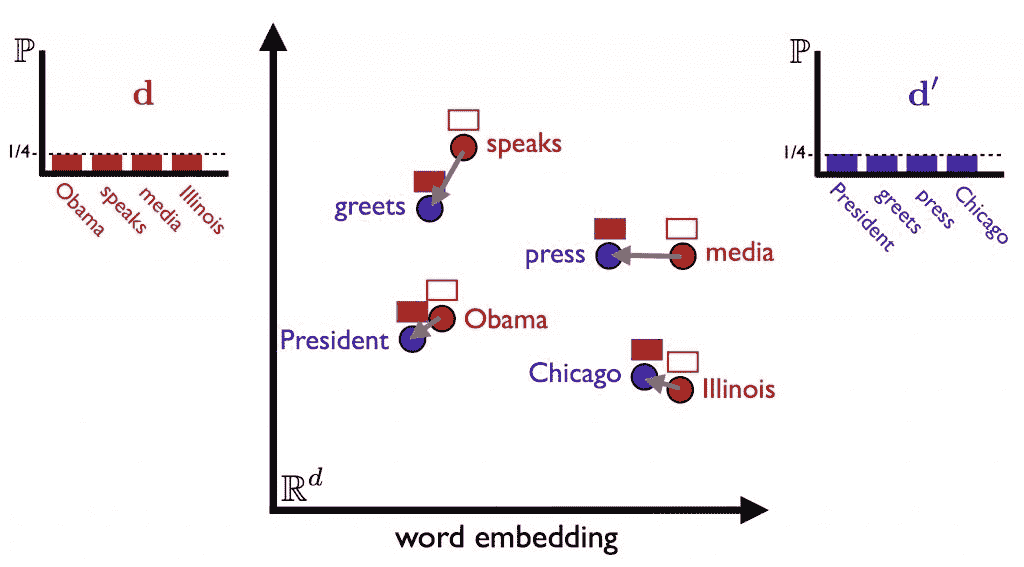 ℙ
d
1/4
Obama
speaks
media
Illinois
speaks
greets
press
media
Obama
President
Chicago
Illinois
ℝᵈ
word embedding
ℙ
d′
1/4
President
greets
press
Chicago